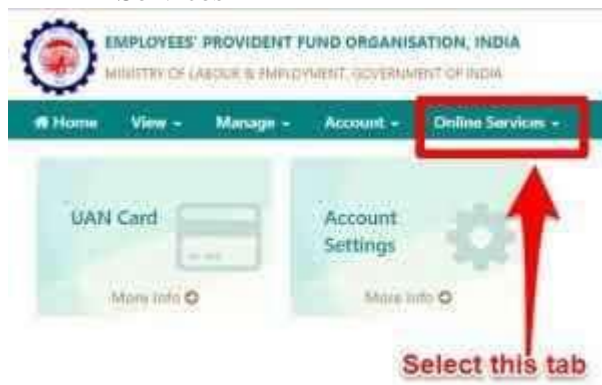 EMPLOYEES' PROVIDENT FUND ORGANISATION, INDIA
MINISTRY OF LABOUR & EMPLOYMENT, GOVERNMENT OF INDIA
Home View Manage Account Online Services
UAN Card
Account
Settings
More Info
More Info
Select this tab